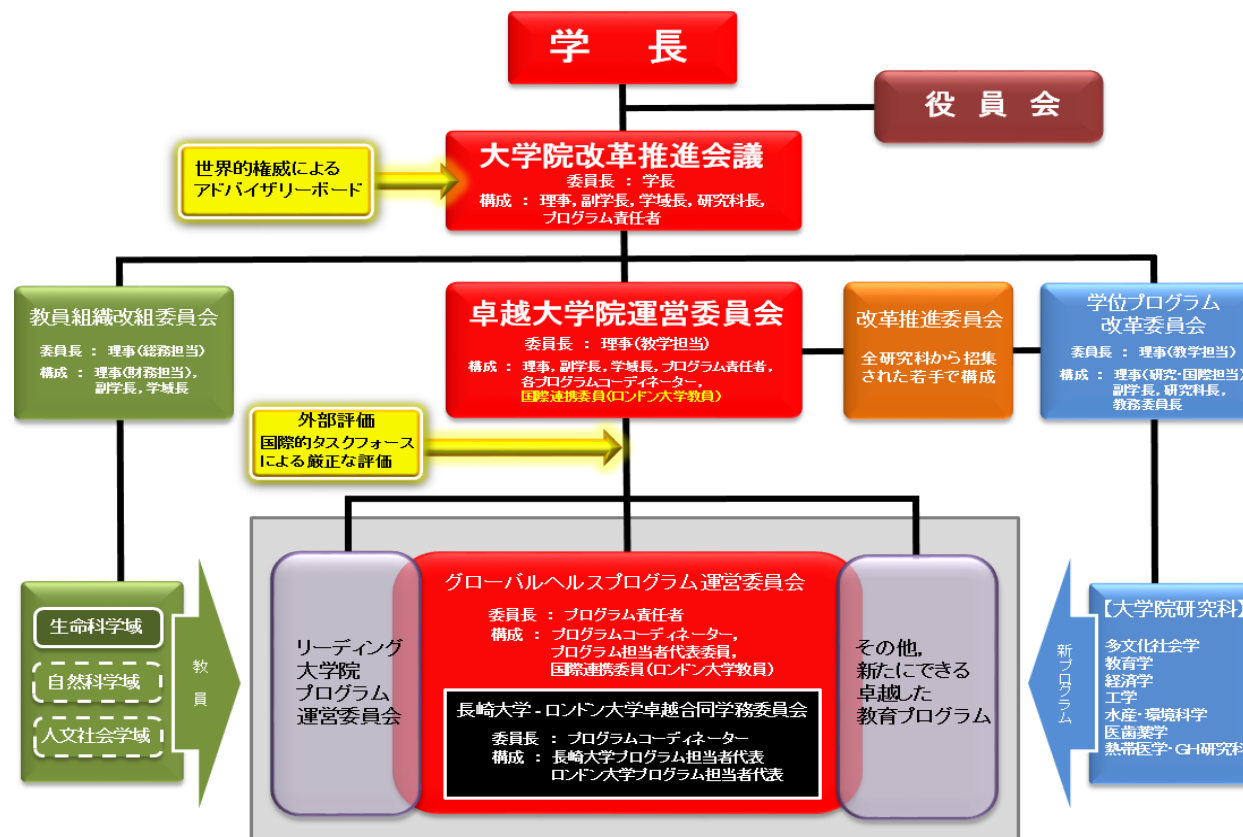 学　長
役 員 会
世界的権威による
アドバイザリーボード
大学院改革推進会議
委員長 ： 学長
構成 ： 理事, 副学長, 学域長, 研究科長,
プログラム責任者
教員組織改組委員会
委員長 ： 理事(総務担当)
構成 ： 理事(財務担当),
副学長, 学域長
卓越大学院運営委員会
委員長 ： 理事(教学担当)
構成 ： 理事, 副学長, 学域長, プログラム責任者,
各プログラムコーディネーター,
国際連携委員(ロンドン大学教員)
改革推進委員会
全研究科から招集
された若手で構成
学位プログラム
改革委員会
委員長 ： 理事(教学担当)
構成 ： 理事(研究・国際担当)
副学長, 研究科長,
教務委員長
外部評価
国際的タスクフォース
による厳正な評価
生命科学域
自然科学域
人文社会学域
教員
リーディング
大学院
プログラム
運営委員会
グローバルヘルスプログラム運営委員会
委員長 ： プログラム責任者
構成 ： プログラムコーディネーター,
プログラム担当者代表委員,
国際連携委員(ロンドン大学教員)
長崎大学-ロンドン大学卓越合同学務委員会
委員長 ： プログラムコーディネーター
構成 ： 長崎大学プログラム担当者代表
ロンドン大学プログラム担当者代表
その他,
新たにできる
卓越した
教育プログラム
新プログラム
【大学院研究科】
多文化社会学
教育学
経済学
工学
水産・環境科学
医歯薬学
熱帯医学・GH研究科